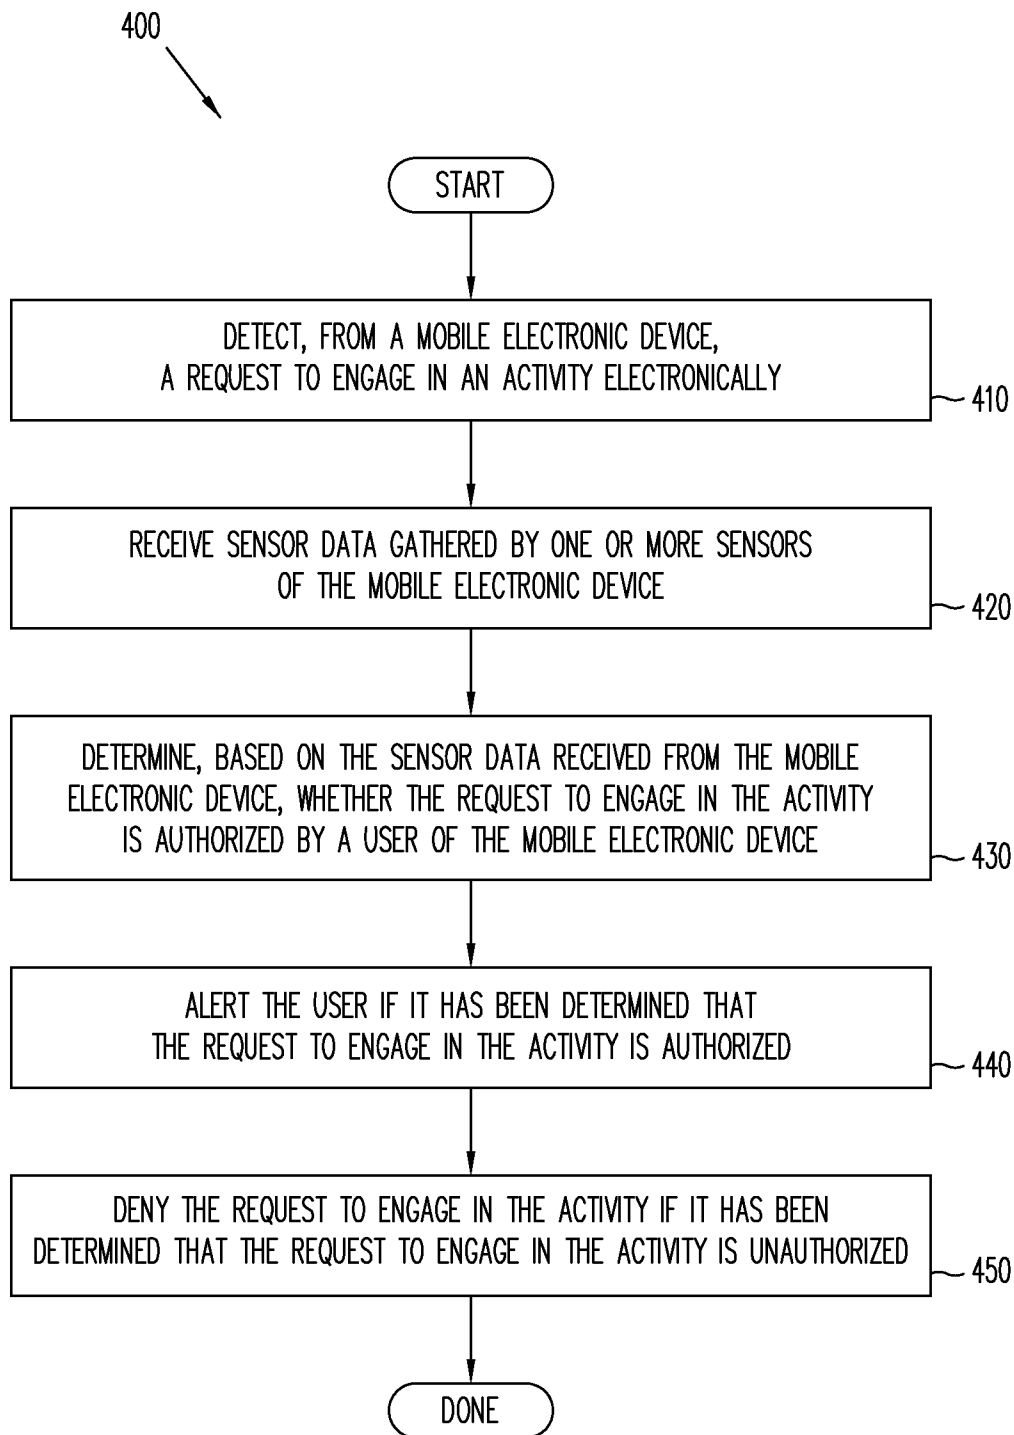 400
START
DETECT, FROM A MOBILE ELECTRONIC DEVICE,
A REQUEST TO ENGAGE IN AN ACTIVITY ELECTRONICALLY
410
RECEIVE SENSOR DATA GATHERED BY ONE OR MORE SENSORS
OF THE MOBILE ELECTRONIC DEVICE
420
DETERMINE, BASED ON THE SENSOR DATA RECEIVED FROM THE MOBILE
ELECTRONIC DEVICE, WHETHER THE REQUEST TO ENGAGE IN THE ACTIVITY
IS AUTHORIZED BY A USER OF THE MOBILE ELECTRONIC DEVICE
430
ALERT THE USER IF IT HAS BEEN DETERMINED THAT
THE REQUEST TO ENGAGE IN THE ACTIVITY IS AUTHORIZED
440
DENY THE REQUEST TO ENGAGE IN THE ACTIVITY IF IT HAS BEEN
DETERMINED THAT THE REQUEST TO ENGAGE IN THE ACTIVITY IS UNAUTHORIZED
450
DONE